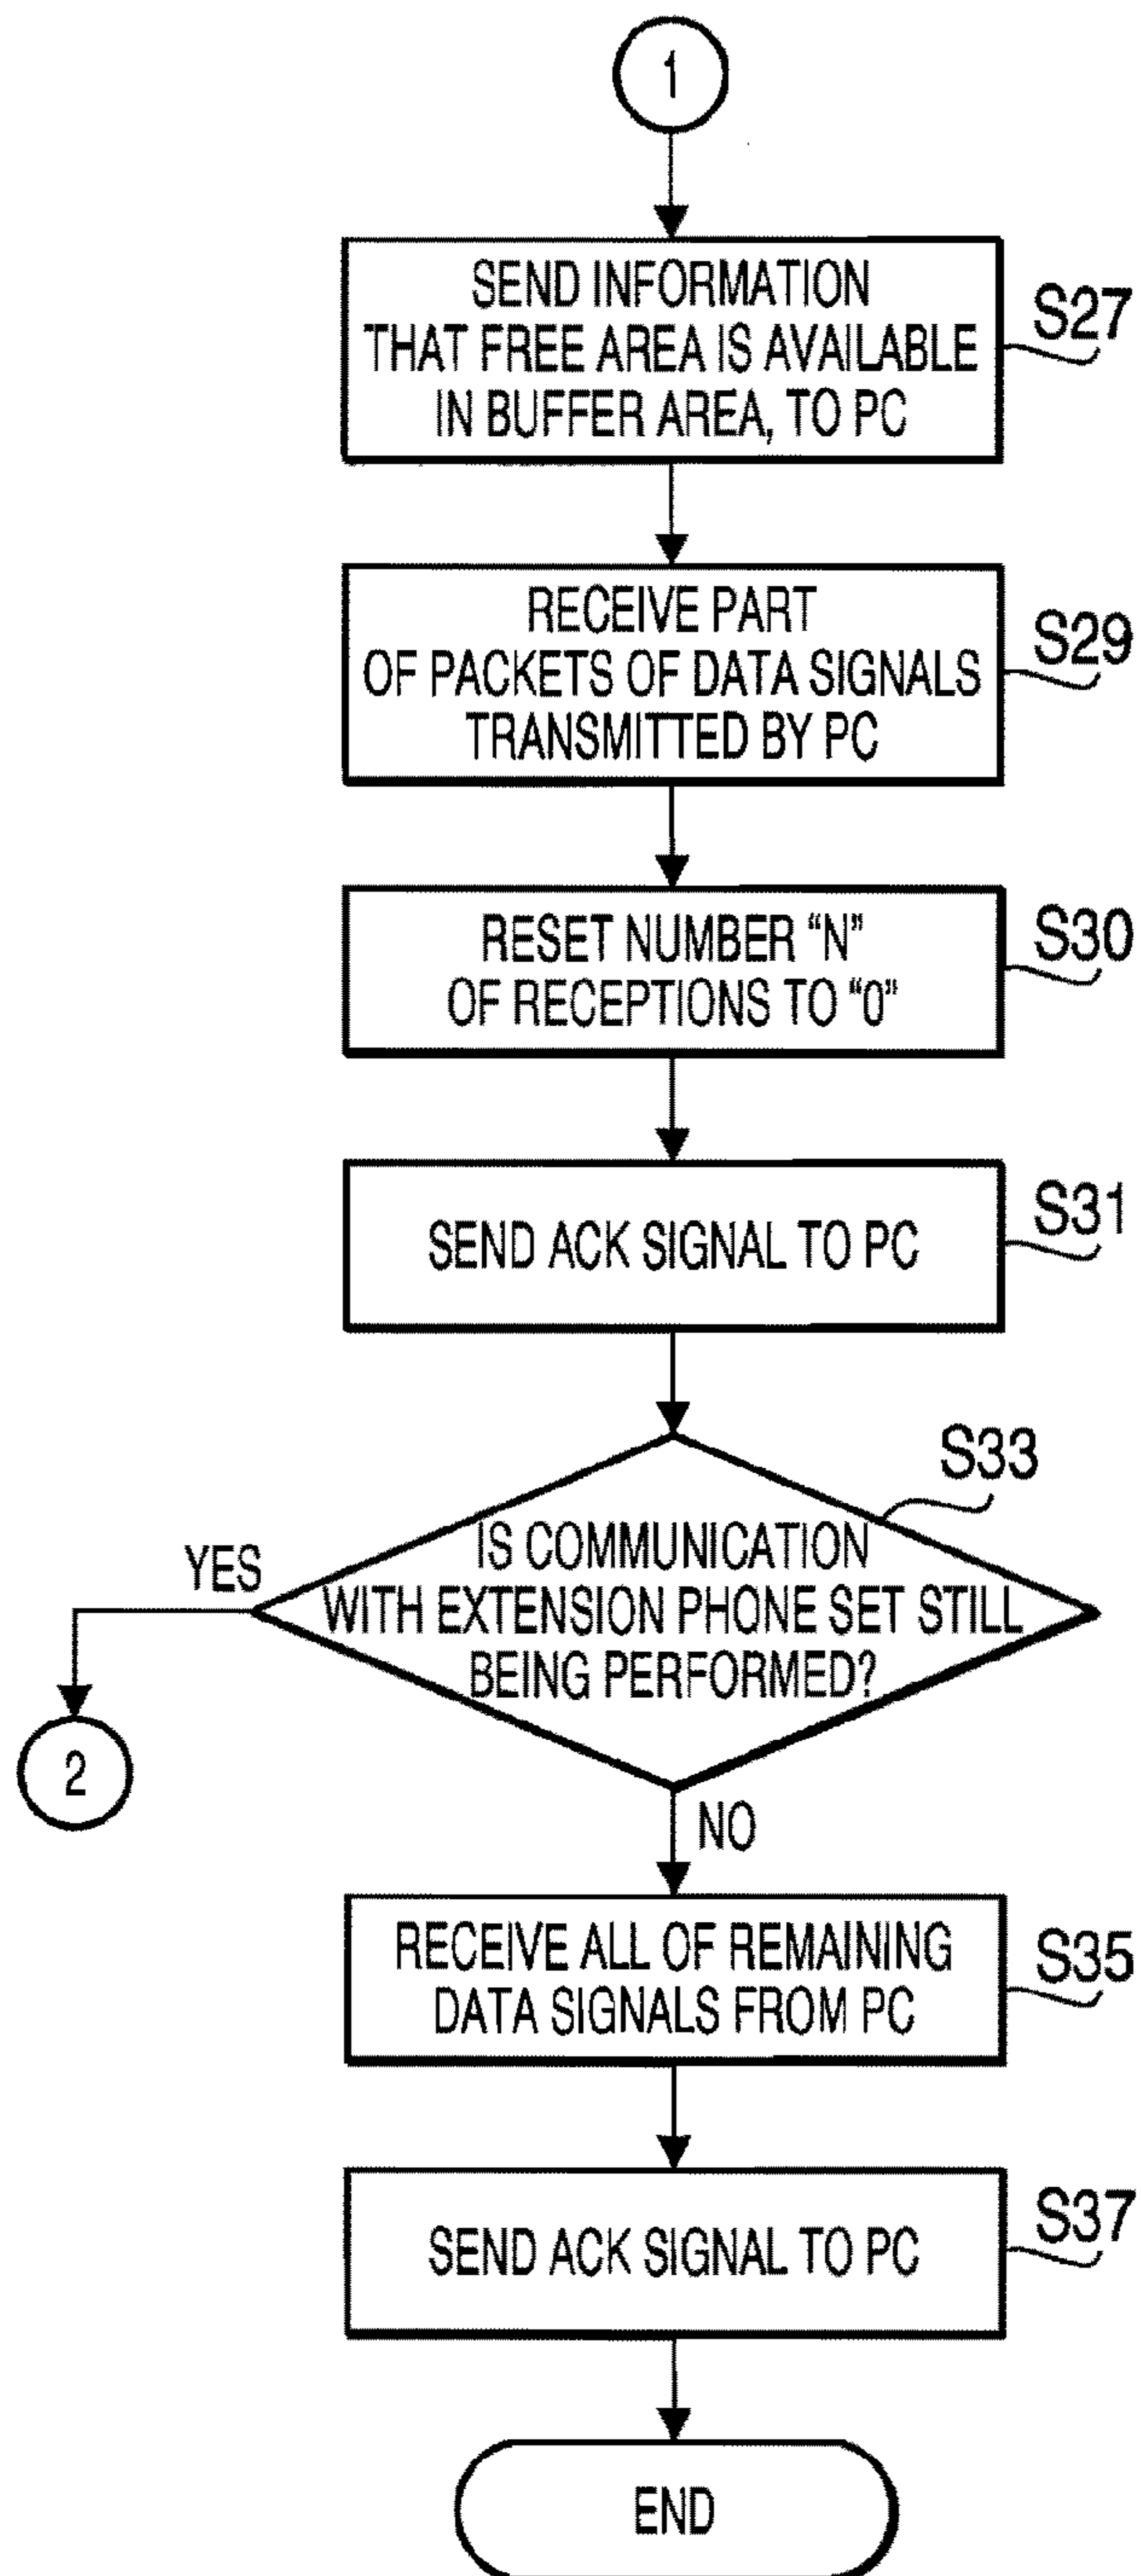 1
SEND INFORMATION
THAT FREE AREA IS AVAILABLE
IN BUFFER AREA, TO PC
S27
RECEIVE PART
OF PACKETS OF DATA SIGNALS
TRANSMITTED BY PC
S29
RESET NUMBER “N”
OF RECEPTIONS TO “0”
S30
SEND ACK SIGNAL TO PC
S31
S33
IS COMMUNICATION
WITH EXTENSION PHONE SET STILL
BEING PERFORMED?
YES
2
NO
RECEIVE ALL OF REMAINING
DATA SIGNALS FROM PC
S35
SEND ACK SIGNAL TO PC
S37
END